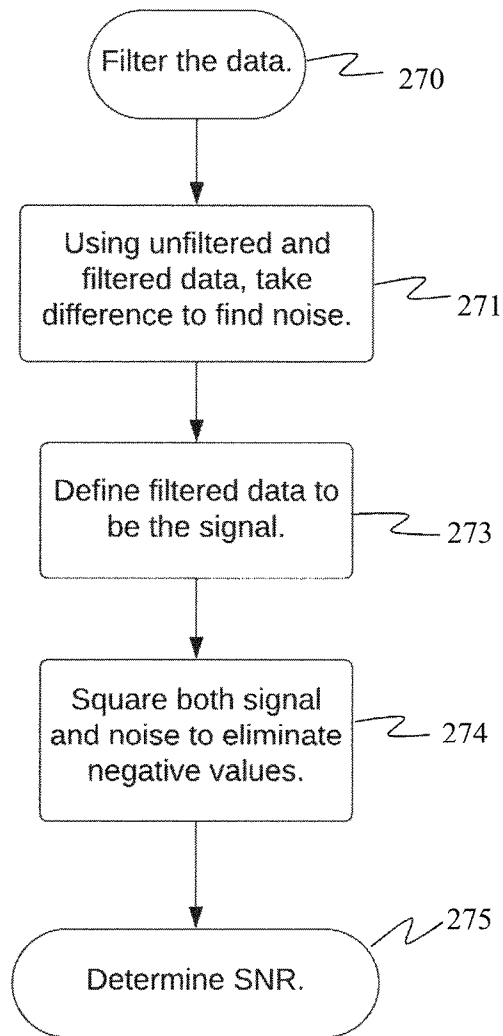 Filter the data.
270
Using unfiltered and
filtered data, take
difference to find noise.
271
Define filtered data to
be the signal.
273
Square both signal
and noise to eliminate
negative values.
274
275
Determine SNR.